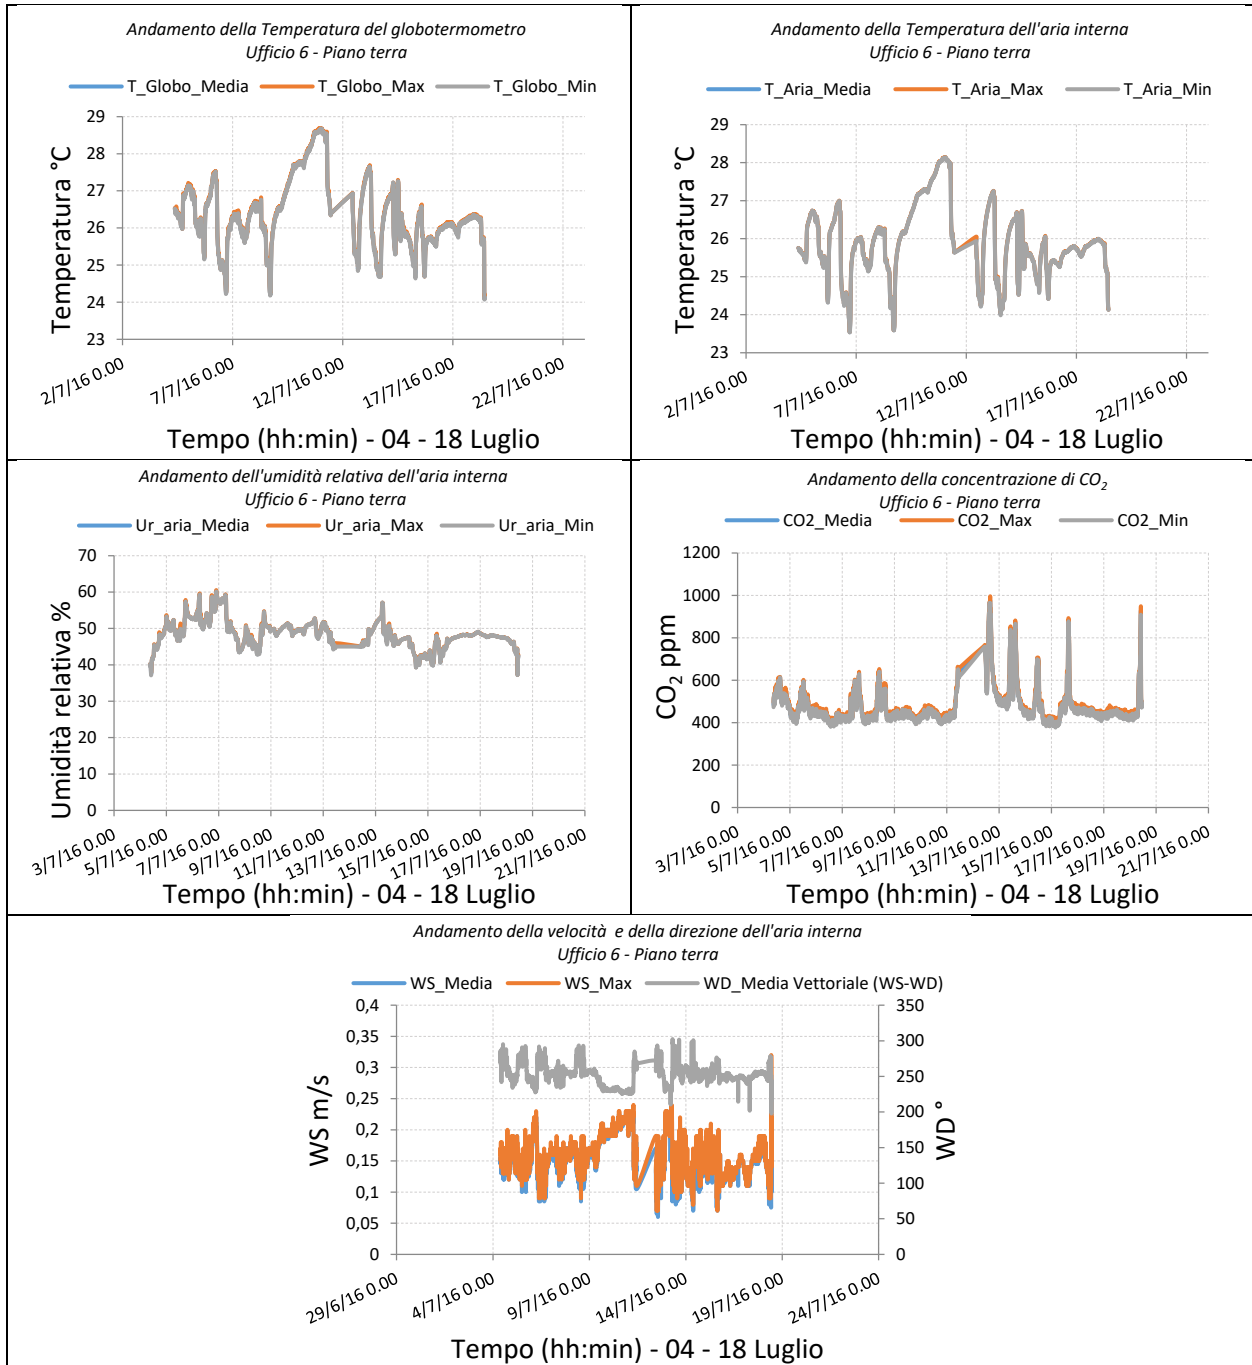 Andamento della Temperatura del globotermometro
Ufficio 6 - Piano terra
T_Globo_Media T_Globo_Max T_Globo_Min
29
28
27
26
25
24
23
Temperatura °C
2/7/16 0.00 7/7/16 0.00 12/7/16 0.00 17/7/16 0.00 22/7/16 0.00
Tempo (hh:min) - 04 - 18 Luglio
Andamento della Temperatura dell'aria interna
Ufficio 6 - Piano terra
T_Aria_Media T_Aria_Max T_Aria_Min
29
28
27
26
25
24
23
Temperatura °C
2/7/16 0.00 7/7/16 0.00 12/7/16 0.00 17/7/16 0.00 22/7/16 0.00
Tempo (hh:min) - 04 - 18 Luglio
Andamento dell'umidità relativa dell'aria interna
Ufficio 6 - Piano terra
Ur_aria_Media Ur_aria_Max Ur_aria_Min
70
60
50
40
30
20
10
0
Umidità relativa %
3/7/16 0.00 5/7/16 0.00 7/7/16 0.00 9/7/16 0.00 11/7/16 0.00 13/7/16 0.00 15/7/16 0.00 17/7/16 0.00 19/7/16 0.00 21/7/16 0.00
Tempo (hh:min) - 04 - 18 Luglio
Andamento della concentrazione di CO₂
Ufficio 6 - Piano terra
CO2_Media CO2_Max CO2_Min
1200
1000
800
600
400
200
0
CO₂ ppm
3/7/16 0.00 5/7/16 0.00 7/7/16 0.00 9/7/16 0.00 11/7/16 0.00 13/7/16 0.00 15/7/16 0.00 17/7/16 0.00 19/7/16 0.00 21/7/16 0.00
Tempo (hh:min) - 04 - 18 Luglio
Andamento della velocità e della direzione dell'aria interna
Ufficio 6 - Piano terra
WS_Media WS_Max WD_Media Vettoriale (WS-WD)
0,4
0,35
0,3
0,25
0,2
0,15
0,1
0,05
0
WS m/s
350
300
250
200
150
100
50
0
WD °
29/6/16 0.00 4/7/16 0.00 9/7/16 0.00 14/7/16 0.00 19/7/16 0.00 24/7/16 0.00
Tempo (hh:min) - 04 - 18 Luglio